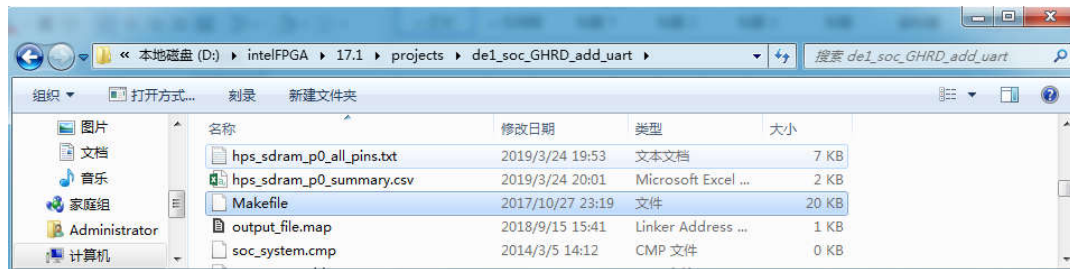 « 本地磁盘 (D:) ▸ intelFPGA ▸ 17.1 ▸ projects ▸ de1_soc_GHRD_add_uart ▸ 搜索 de1_soc_GHRD_add_uart
组织 打开方式... 刻录 新建文件夹
图片 名称 修改日期 类型 大小
文档 hps_sdram_p0_all_pins.txt 2019/3/24 19:53 文本文档 7 KB
音乐 hps_sdram_p0_summary.csv 2019/3/24 20:01 Microsoft Excel ... 2 KB
家庭组 Makefile 2017/10/27 23:19 文件 20 KB
Administrator output_file.map 2018/9/15 15:41 Linker Address ... 1 KB
计算机 soc_system.cmp 2014/3/5 14:12 CMP 文件 0 KB